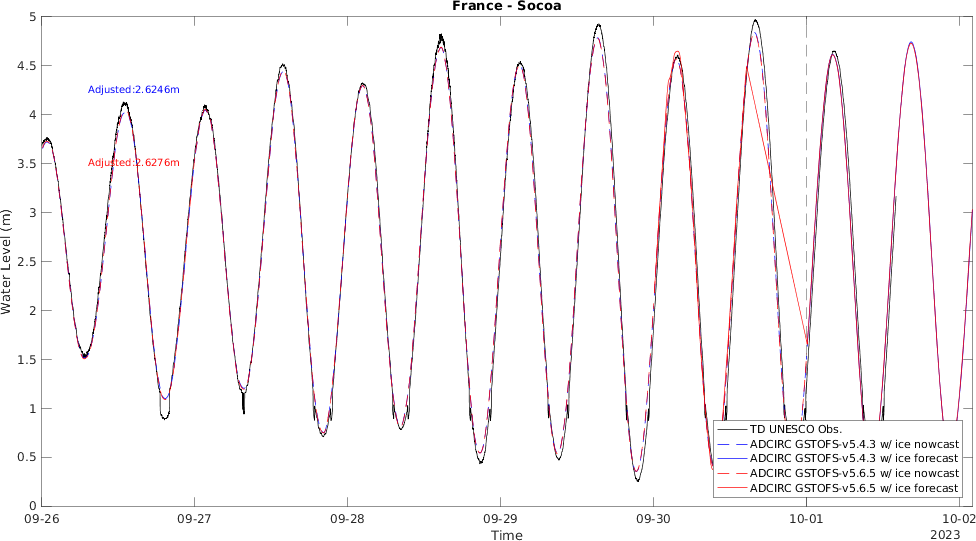 France - Socoa
5
4.5
4
3.5
3
2.5
2
1.5
1
0.5
0
Water Level (m)
Adjusted:2.6246m
Adjusted:2.6276m
TD UNESCO Obs.
ADCIRC GSTOFS-v5.4.3 w/ ice nowcast
ADCIRC GSTOFS-v5.4.3 w/ ice forecast
ADCIRC GSTOFS-v5.6.5 w/ ice nowcast
ADCIRC GSTOFS-v5.6.5 w/ ice forecast
09-26 09-27 09-28 09-29 09-30 10-01 10-02
Time
2023